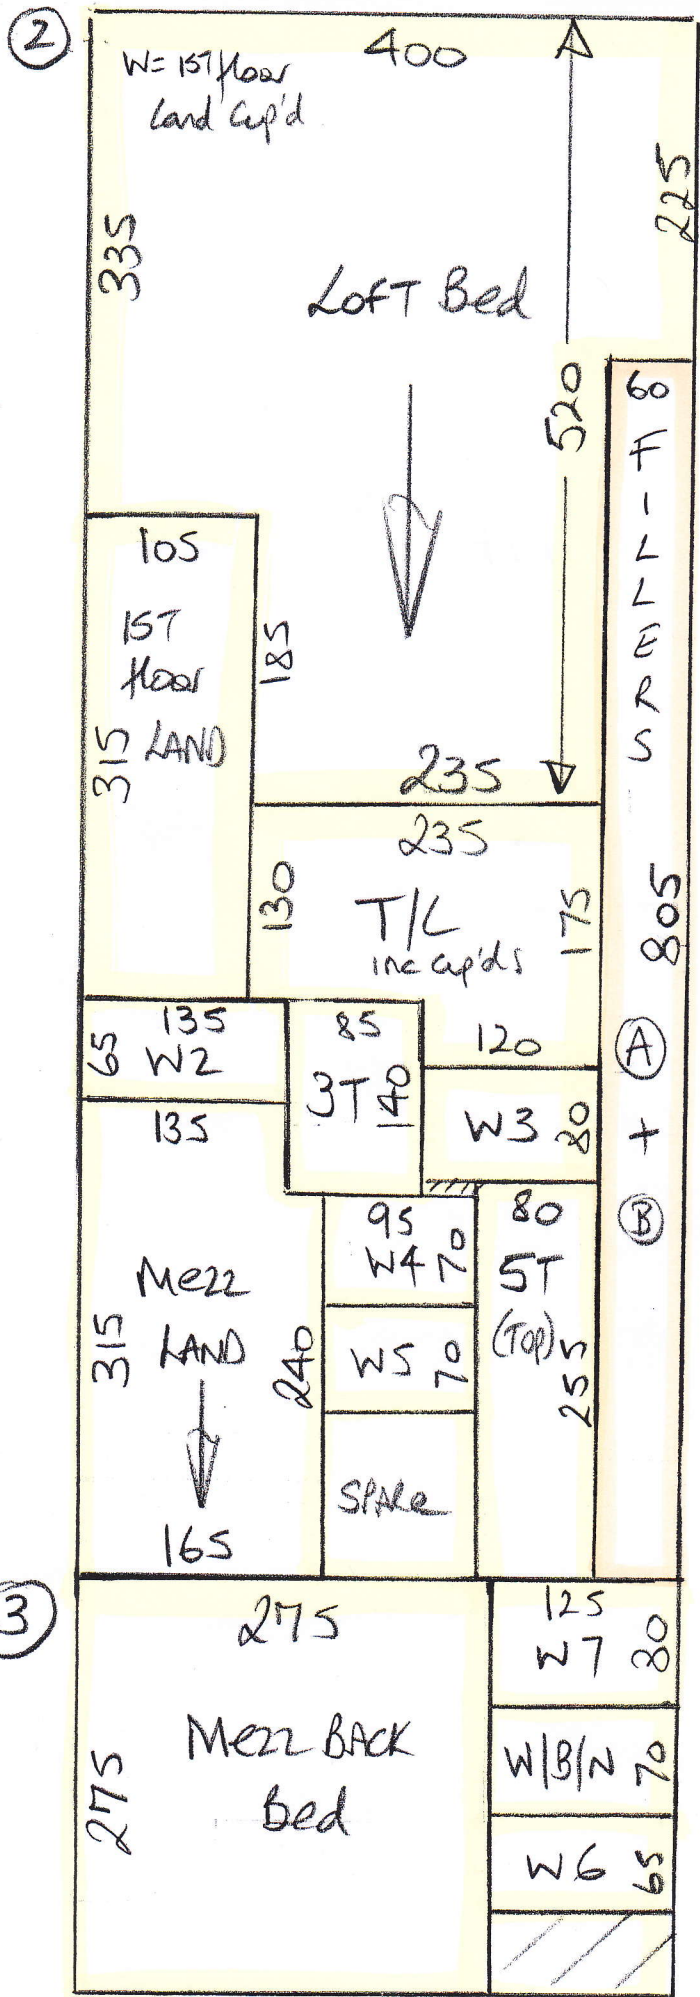 2
W= 1ST floor
Land Cup'd
400
225
335
Loft Bed
520
60
FILLERS
105
1ST
floor
LAND
185
315
235
235
130
T/L
inc cup'ds
175
805
120
A
+
B
135
65
W2
85
3T
140
W3
80
135
95
W4
70
80
5T
(Top)
255
Mezz
LAND
315
240
W5
70
SPARe
165
3
275
125
W7
80
Mezz BACK
Bed
275
W/B/N
70
W6
65